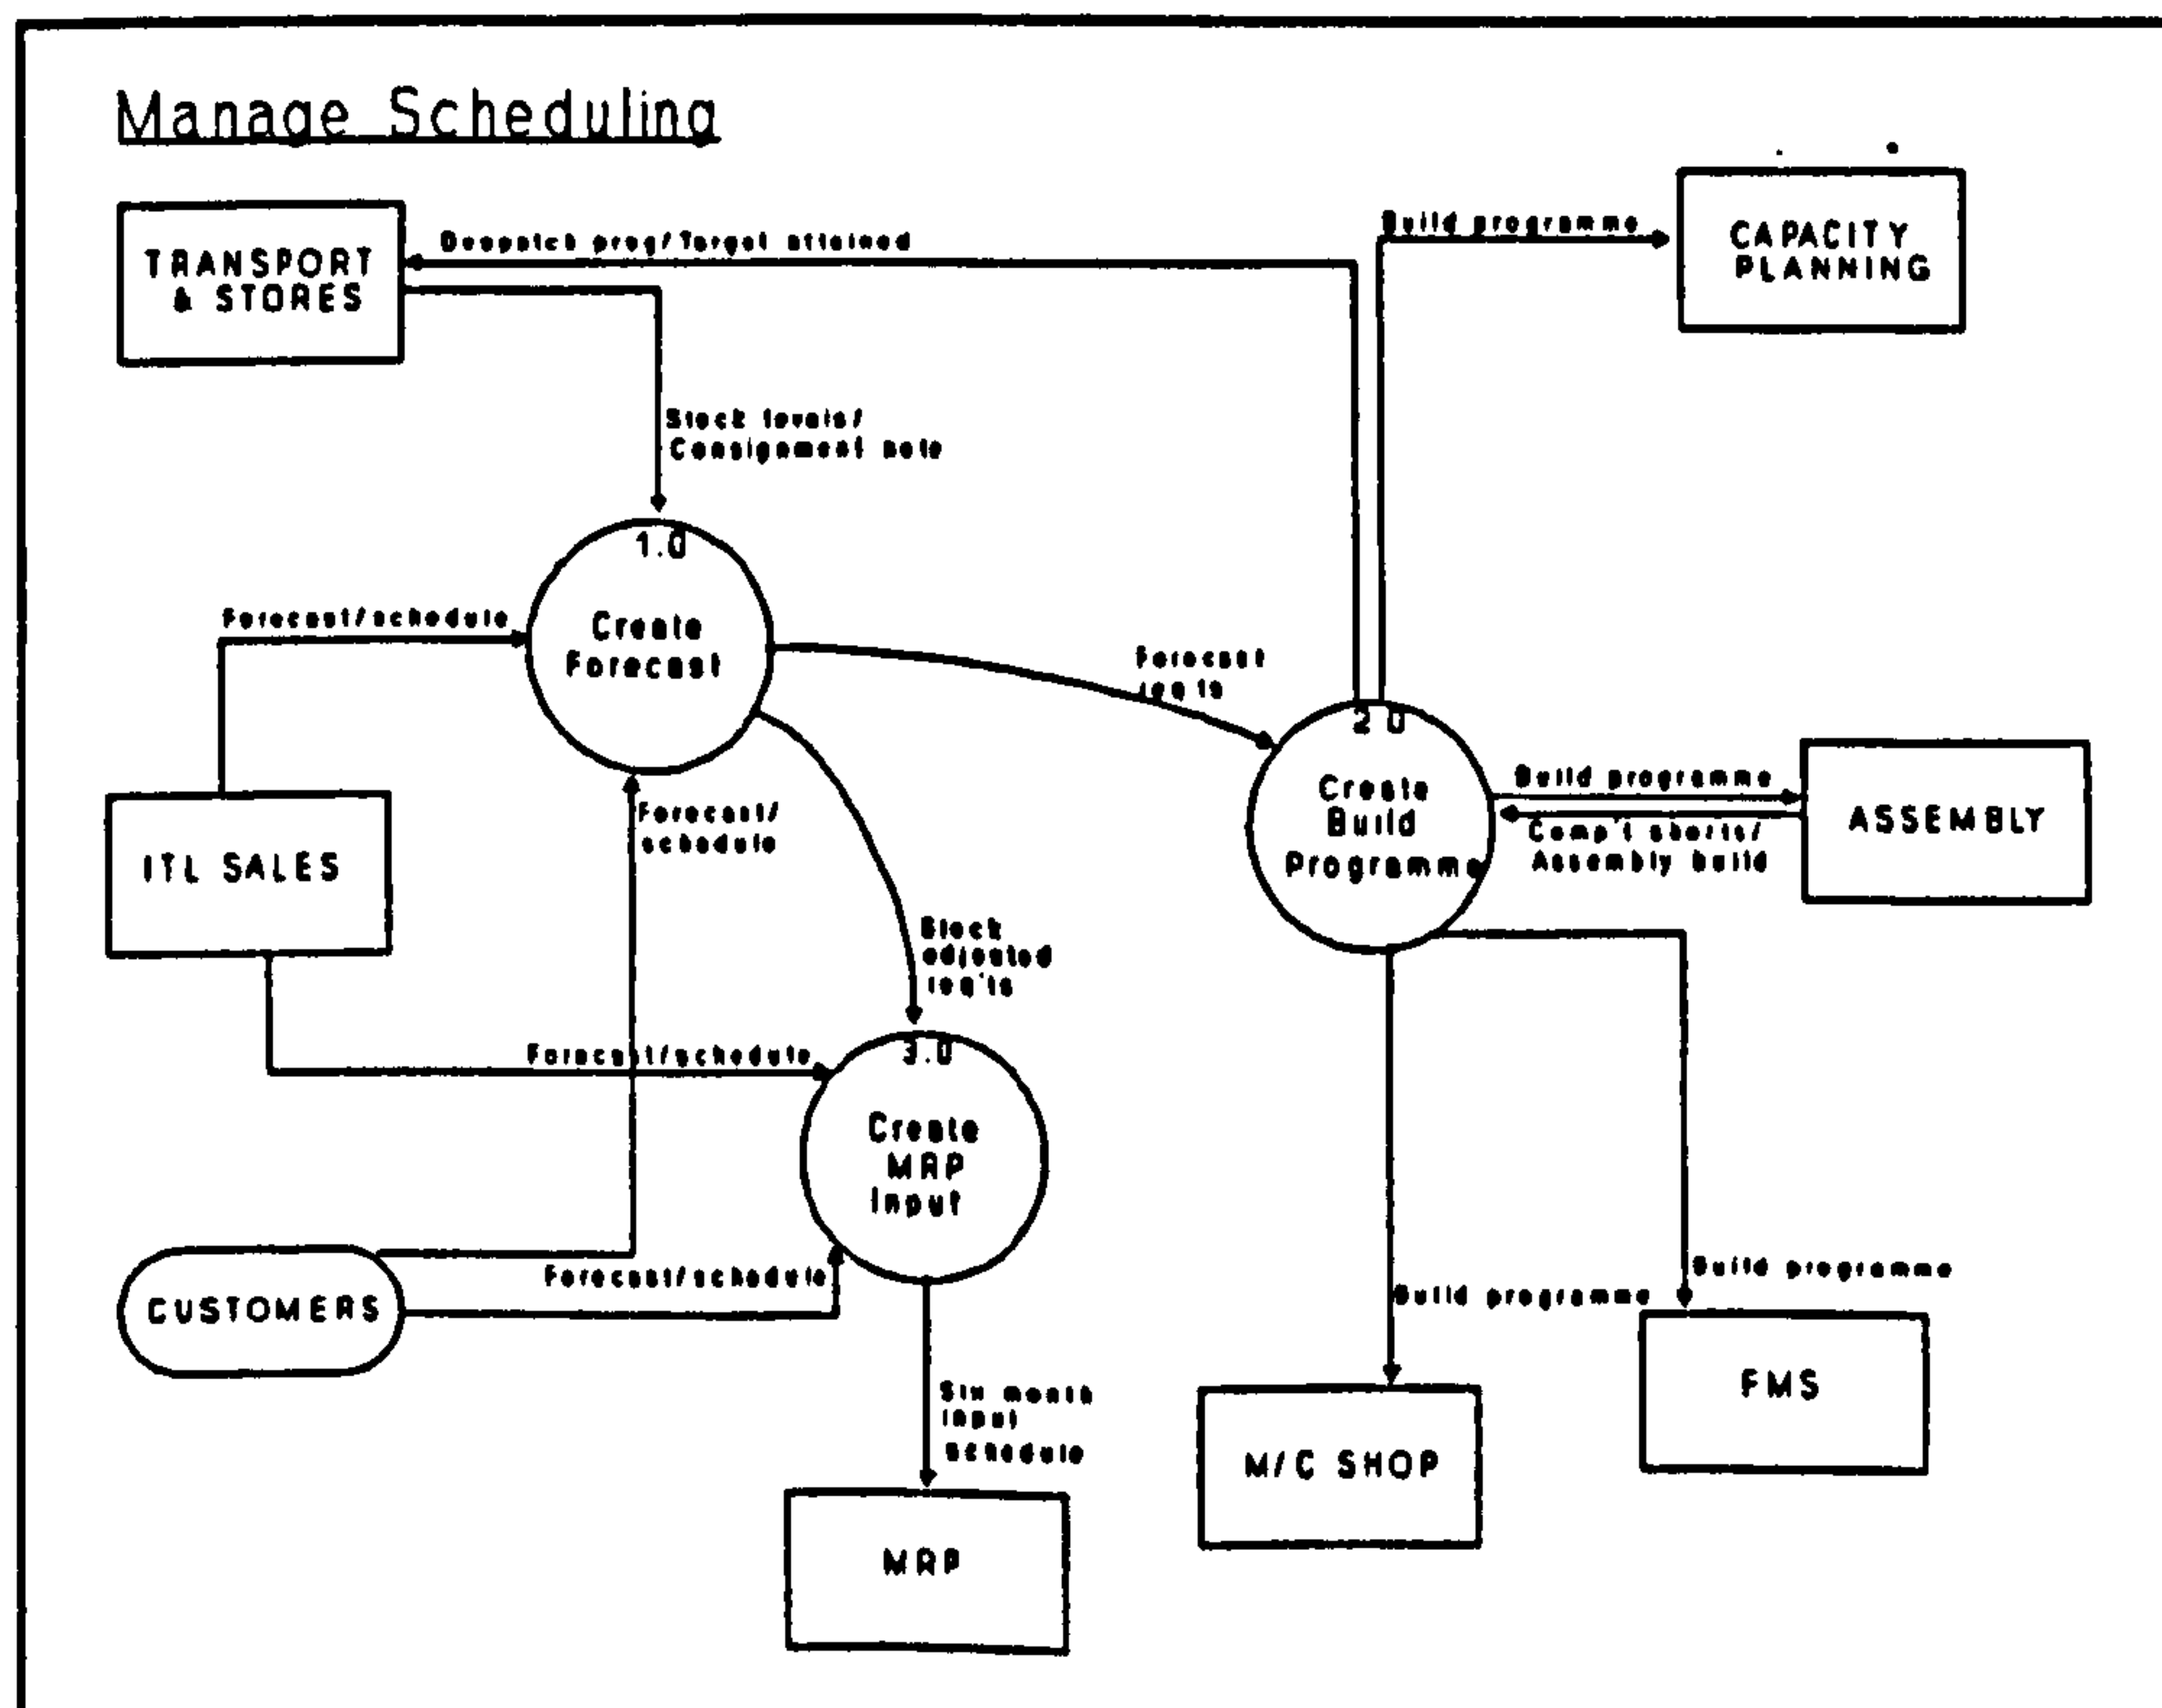 Manage Scheduling
TRANSPORT
& STORES
Despatch prog/Target attained
Build programme
CAPACITY
PLANNING
Stock levels/
Consignment note
1.0
Create
Forecast
Forecast/schedule
Forecast
req'ts
2.0
Create
Build
Programme
Build programme
Comp't shorts/
Assembly build
ASSEMBLY
ITL SALES
Forecast/
schedule
Stock
adjusted
req'ts
Forecast/schedule
3.0
Create
MRP
Input
CUSTOMERS
Forecast/schedule
Build programme
Build programme
FMS
Six month
input
schedule
M/C SHOP
MRP